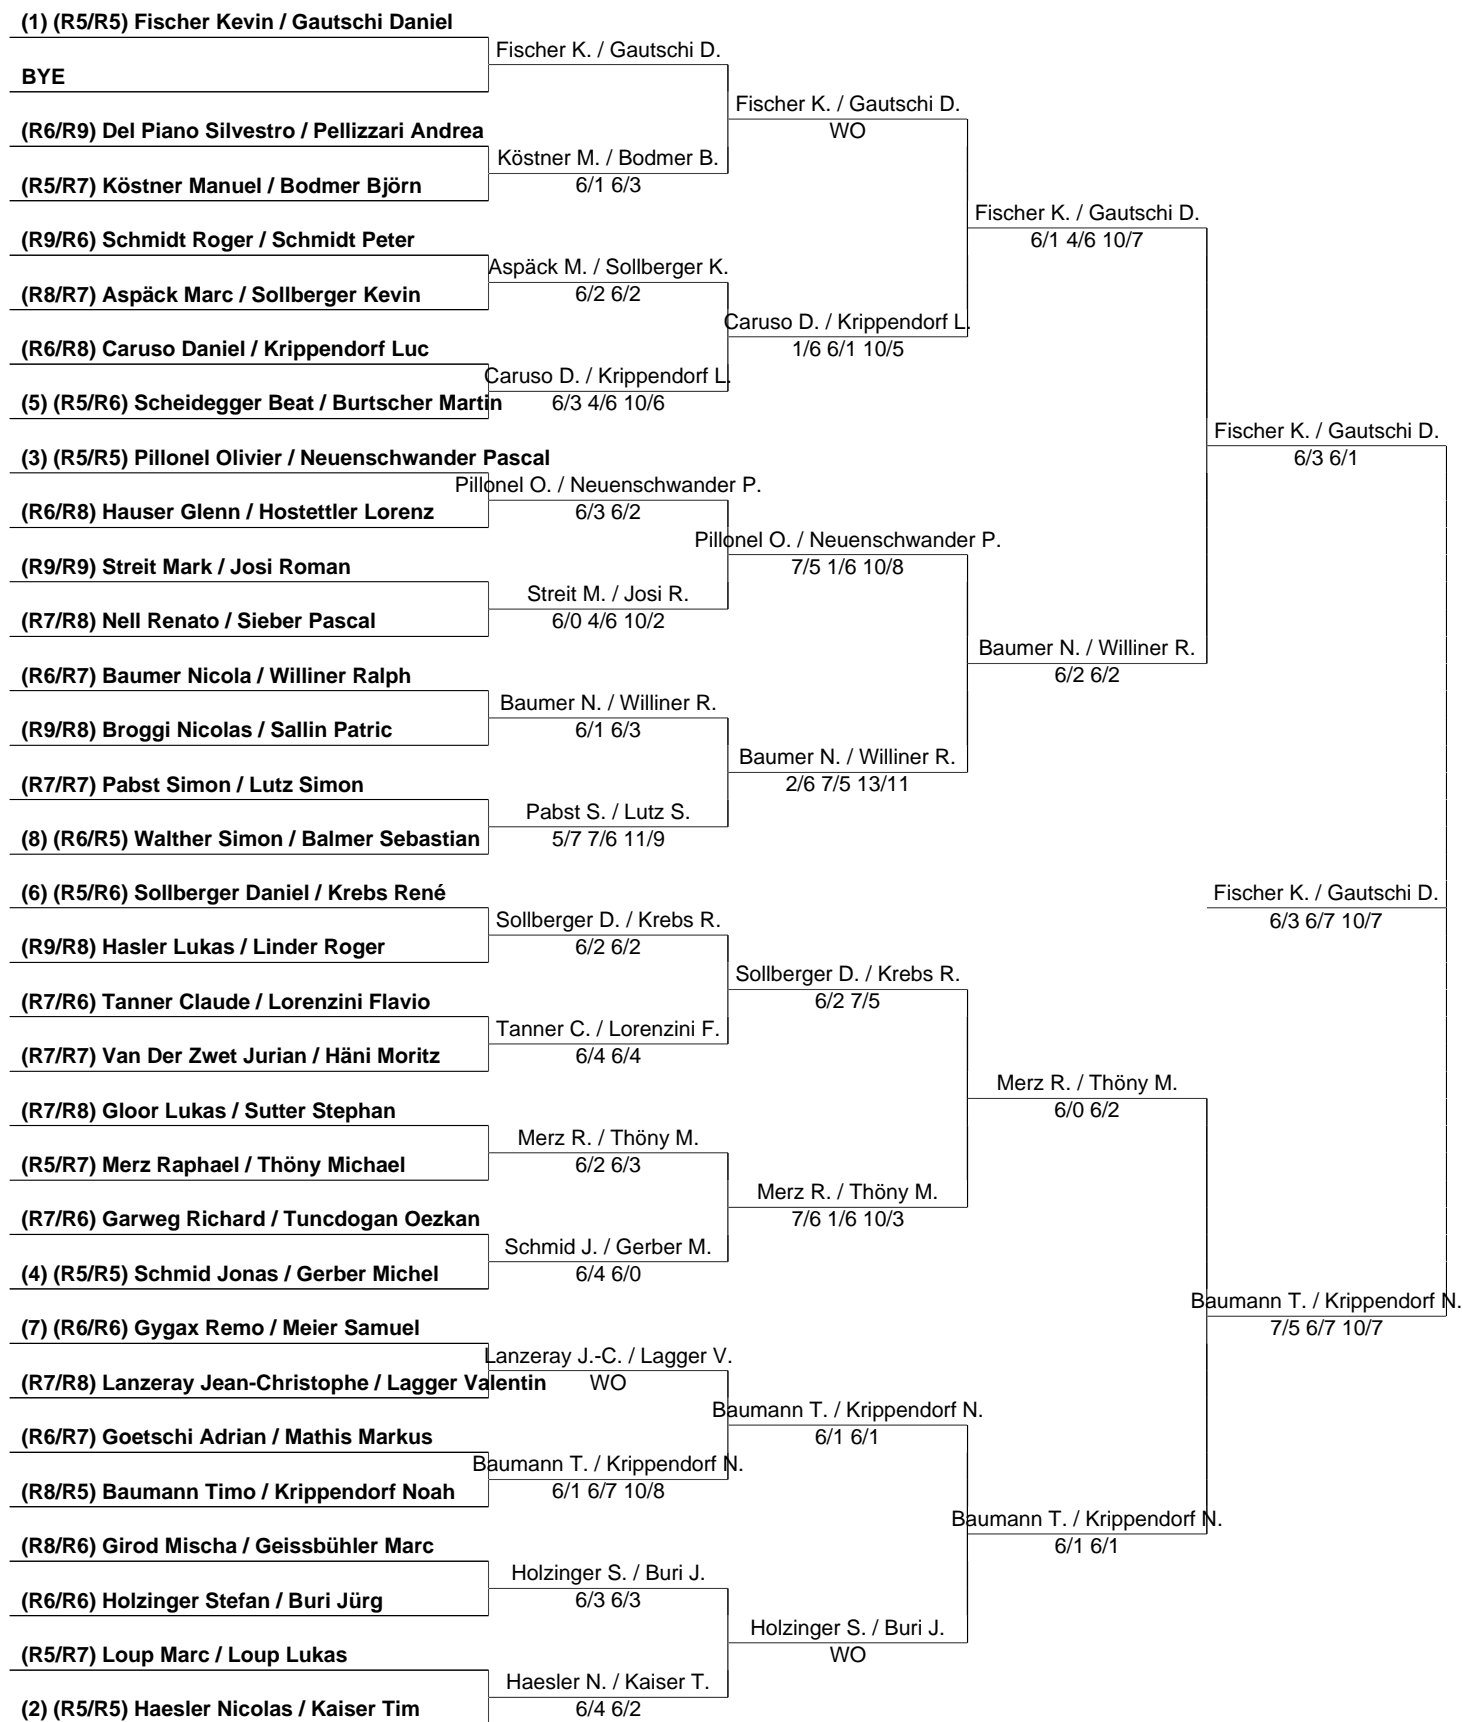 (1) (R5/R5) Fischer Kevin / Gautschi Daniel
Fischer K. / Gautschi D.
BYE
Fischer K. / Gautschi D.
WO
(R6/R9) Del Piano Silvestro / Pellizzari Andrea
Köstner M. / Bodmer B.
6/1 6/3
(R5/R7) Köstner Manuel / Bodmer Björn
Fischer K. / Gautschi D.
6/1 4/6 10/7
(R9/R6) Schmidt Roger / Schmidt Peter
Aspäck M. / Sollberger K.
6/2 6/2
(R8/R7) Aspäck Marc / Sollberger Kevin
Caruso D. / Krippendorf L.
1/6 6/1 10/5
(R6/R8) Caruso Daniel / Krippendorf Luc
Caruso D. / Krippendorf L.
6/3 4/6 10/6
(5) (R5/R6) Scheidegger Beat / Burtscher Martin
Fischer K. / Gautschi D.
6/3 6/1
(3) (R5/R5) Pillonel Olivier / Neuenschwander Pascal
Pillonel O. / Neuenschwander P.
6/3 6/2
(R6/R8) Hauser Glenn / Hostettler Lorenz
Pillonel O. / Neuenschwander P.
7/5 1/6 10/8
(R9/R9) Streit Mark / Josi Roman
Streit M. / Josi R.
6/0 4/6 10/2
(R7/R8) Nell Renato / Sieber Pascal
Baumer N. / Williner R.
6/2 6/2
(R6/R7) Baumer Nicola / Williner Ralph
Baumer N. / Williner R.
6/1 6/3
(R9/R8) Broggi Nicolas / Sallin Patric
Baumer N. / Williner R.
2/6 7/5 13/11
(R7/R7) Pabst Simon / Lutz Simon
Pabst S. / Lutz S.
5/7 7/6 11/9
(8) (R6/R5) Walther Simon / Balmer Sebastian
(6) (R5/R6) Sollberger Daniel / Krebs René
Fischer K. / Gautschi D.
6/3 6/7 10/7
Sollberger D. / Krebs R.
6/2 6/2
(R9/R8) Hasler Lukas / Linder Roger
Sollberger D. / Krebs R.
6/2 7/5
(R7/R6) Tanner Claude / Lorenzini Flavio
Tanner C. / Lorenzini F.
6/4 6/4
(R7/R7) Van Der Zwet Jurian / Häni Moritz
Merz R. / Thöny M.
6/0 6/2
(R7/R8) Gloor Lukas / Sutter Stephan
Merz R. / Thöny M.
6/2 6/3
(R5/R7) Merz Raphael / Thöny Michael
Merz R. / Thöny M.
7/6 1/6 10/3
(R7/R6) Garweg Richard / Tuncdogan Oezkan
Schmid J. / Gerber M.
6/4 6/0
(4) (R5/R5) Schmid Jonas / Gerber Michel
Baumann T. / Krippendorf N.
7/5 6/7 10/7
(7) (R6/R6) Gygax Remo / Meier Samuel
Lanzeray J.-C. / Lagger V.
WO
(R7/R8) Lanzeray Jean-Christophe / Lagger Valentin
Baumann T. / Krippendorf N.
6/1 6/1
(R6/R7) Goetschi Adrian / Mathis Markus
Baumann T. / Krippendorf N.
6/1 6/7 10/8
(R8/R5) Baumann Timo / Krippendorf Noah
Baumann T. / Krippendorf N.
6/1 6/1
(R8/R6) Girod Mischa / Geissbühler Marc
Holzinger S. / Buri J.
6/3 6/3
(R6/R6) Holzinger Stefan / Buri Jürg
Holzinger S. / Buri J.
WO
(R5/R7) Loup Marc / Loup Lukas
Haesler N. / Kaiser T.
6/4 6/2
(2) (R5/R5) Haesler Nicolas / Kaiser Tim